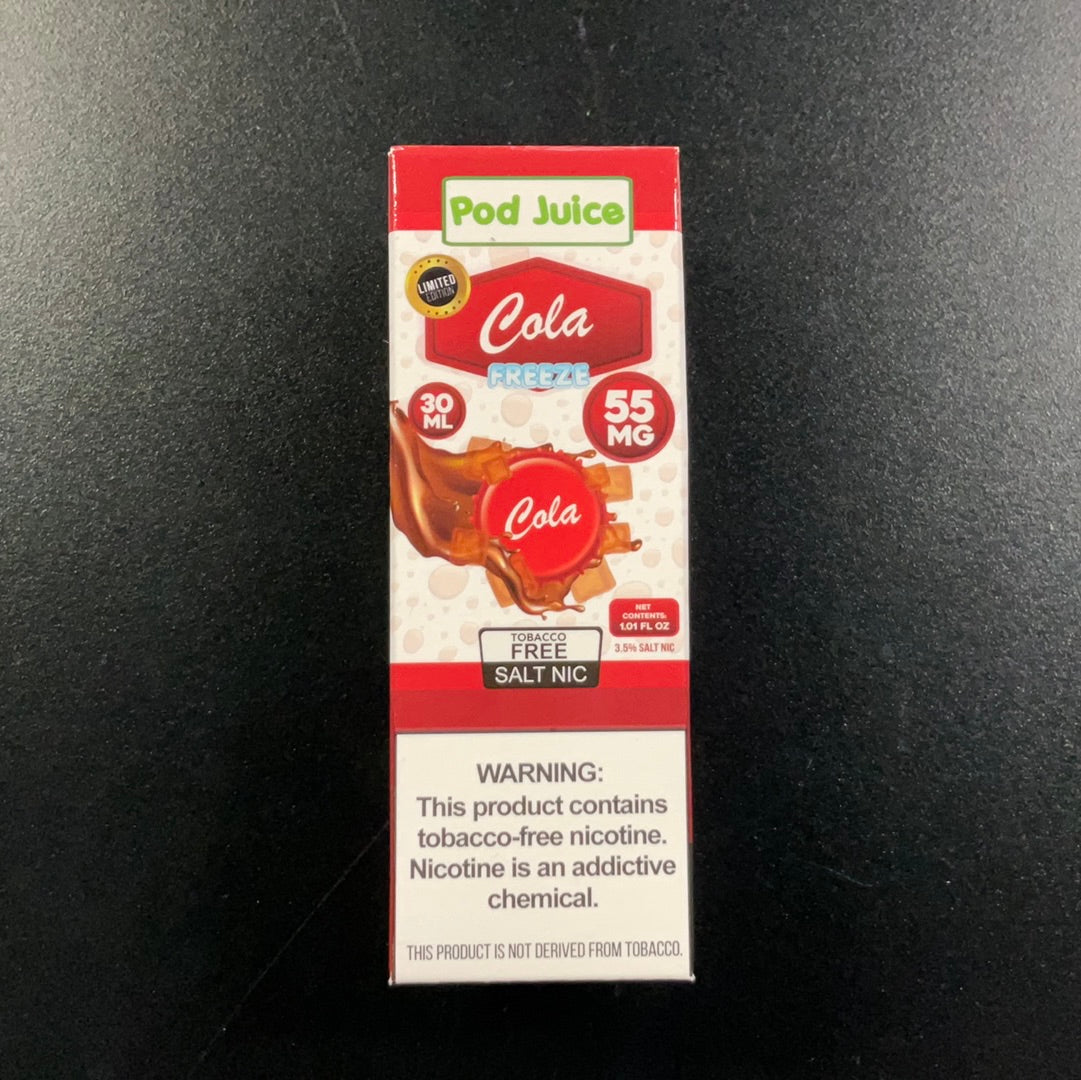 Pod Juice
LIMITED
EDITION
Cola
FREEZE
30
ML
55
MG
Cola
NET
CONTENTS:
1.01 FL OZ
3.5% SALT NIC
TOBACCO
FREE
SALT NIC
WARNING:
This product contains
tobacco-free nicotine.
Nicotine is an addictive
chemical.
THIS PRODUCT IS NOT DERIVED FROM TOBACCO.